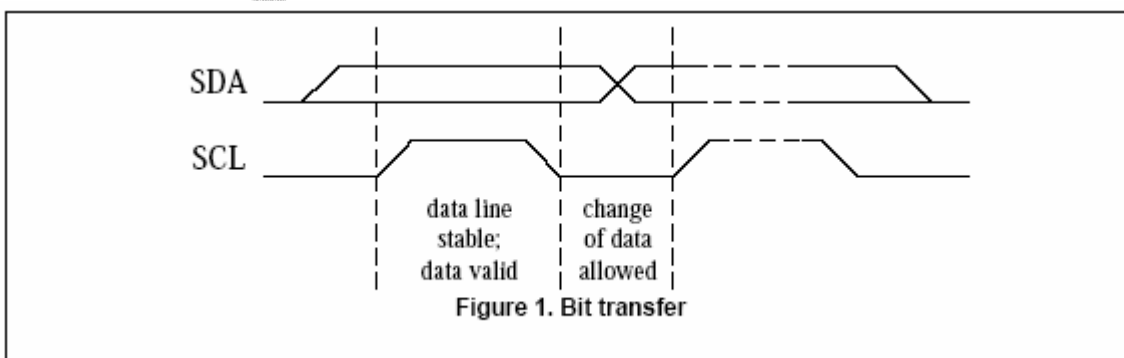 SDA
SCL
data line
stable;
data valid
change
of data
allowed
Figure 1. Bit transfer